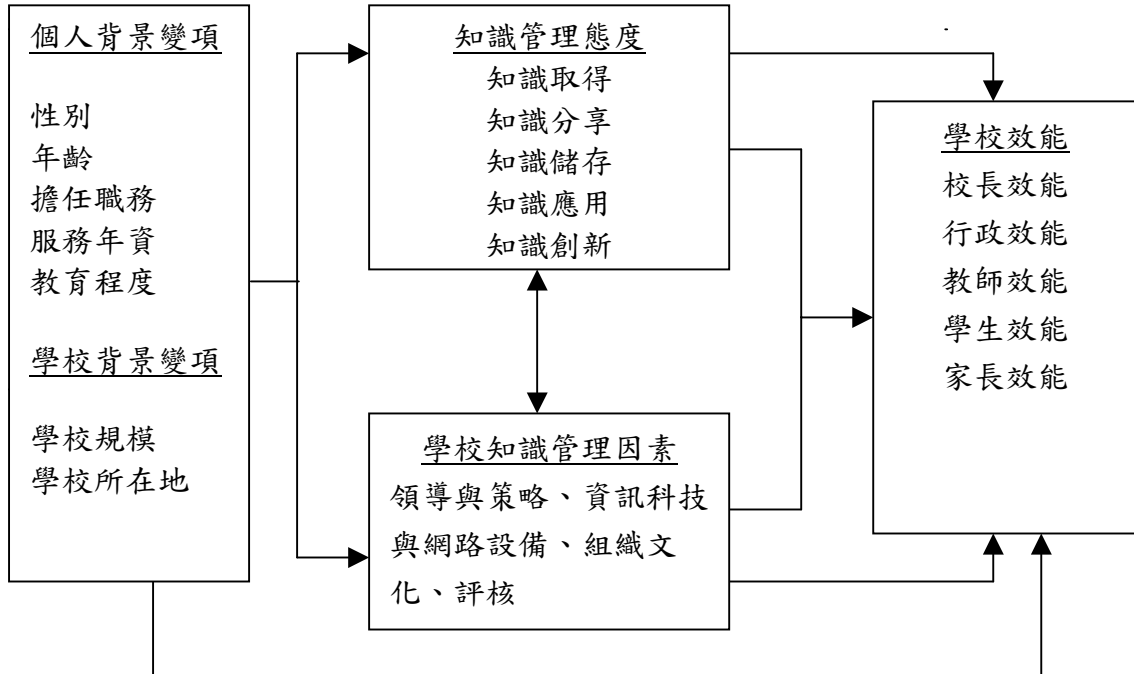 個人背景變項
性別
年齡
擔任職務
服務年資
教育程度
學校背景變項
學校規模
學校所在地
知識管理態度
知識取得
知識分享
知識儲存
知識應用
知識創新
學校知識管理因素
領導與策略、資訊科技
與網路設備、組織文
化、評核
學校效能
校長效能
行政效能
教師效能
學生效能
家長效能